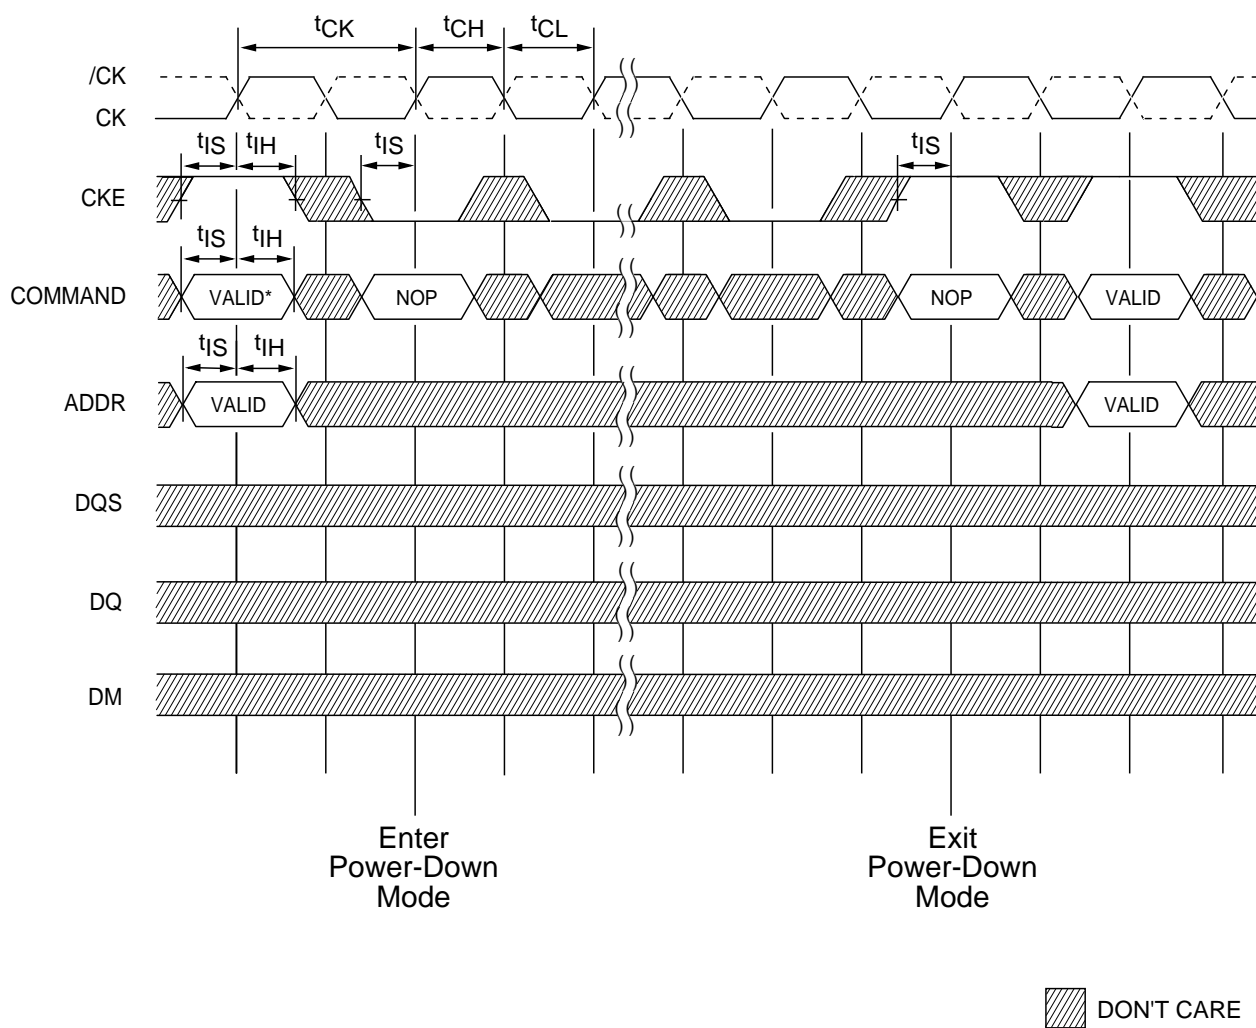 tCK tCH tCL
/CK
CK
tIS tIH tIS tIS
CKE
tIS tIH
COMMAND VALID* NOP NOP VALID
tIS tIH
ADDR VALID VALID
DQS
DQ
DM
Enter Exit
Power-Down Power-Down
Mode Mode
DON'T CARE